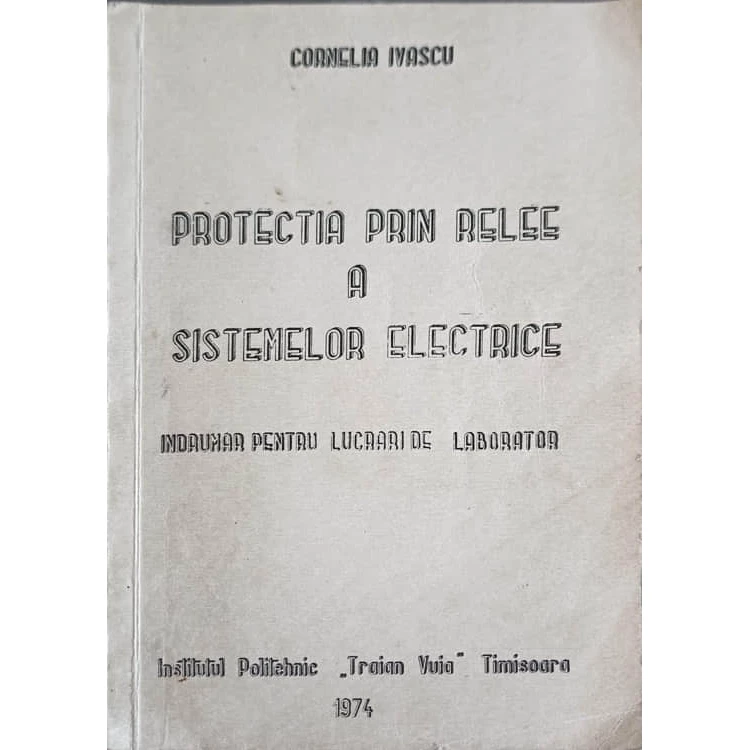 CORNELIA IVASCU
PROTECTIA PRIN RELEE
A
SISTEMELOR ELECTRICE
INDRUMAR PENTRU LUCRARI DE LABORATOR
Institutul Politehnic „Traian Vuia” Timisoara
1974